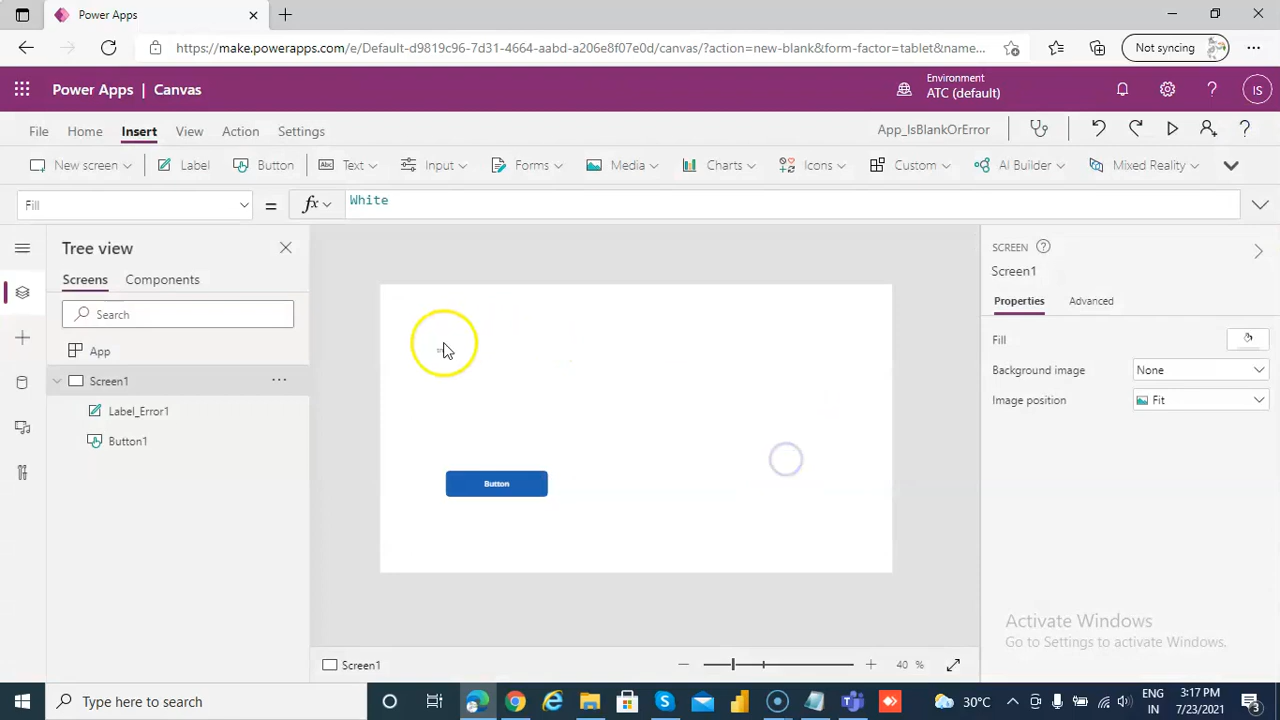 Power Apps
https://make.powerapps.com/e/Default-d9819c96-7d31-4664-aabd-a206e8f07e0d/canvas/?action=new-blank&form-factor=tablet&name...
Not syncing
Power Apps | Canvas
Environment
ATC (default)
IS
File Home Insert View Action Settings
App_IsBlankOrError
New screen Label Button Text Input Forms Media Charts Icons Custom AI Builder Mixed Reality
Fill = fx White
Tree view
Screens Components
Search
App
Screen1
Label_Error1
Button1
Button
SCREEN
Screen1
Properties Advanced
Fill
Background image None
Image position Fit
Activate Windows
Go to Settings to activate Windows.
Screen1
40 %
Type here to search
30°C
ENG
IN
3:17 PM
7/23/2021
3